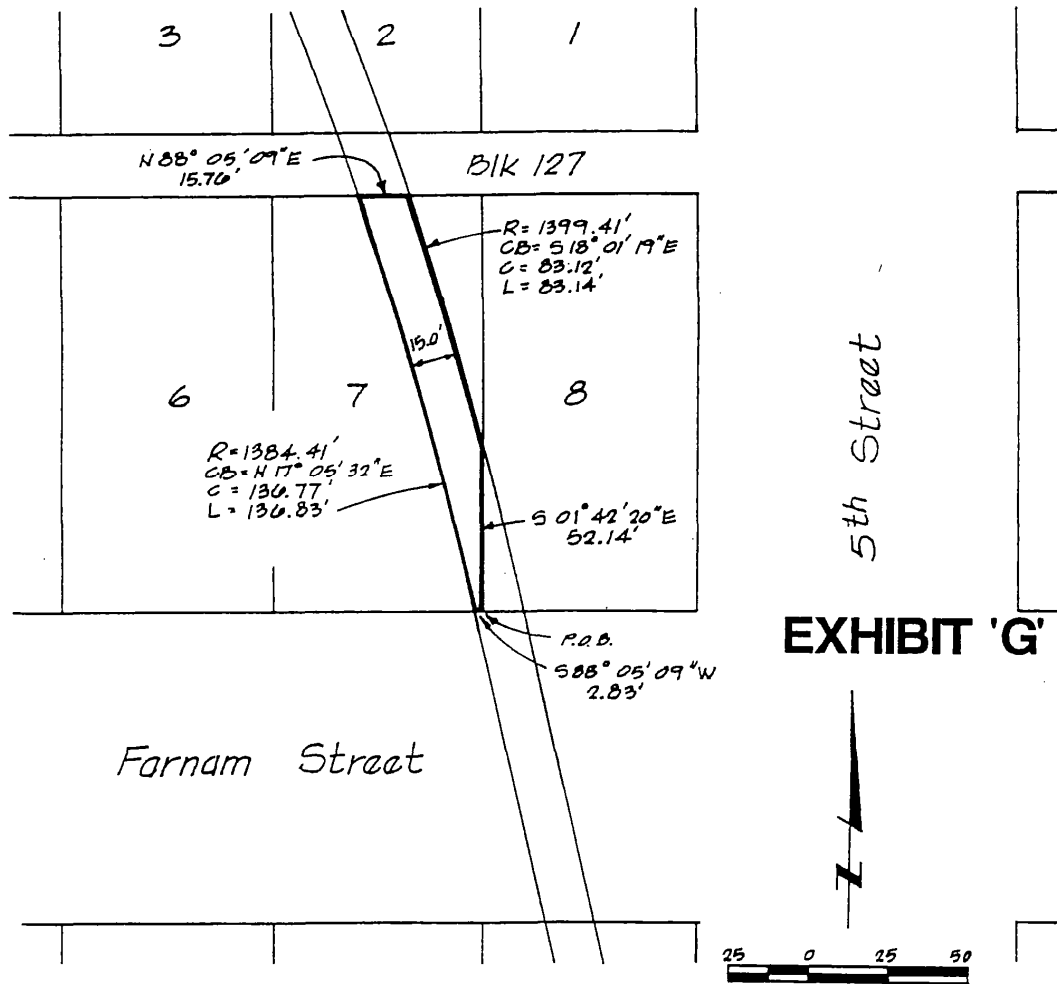 3
2
1
N 88° 05' 09" E
15.76'
Blk 127
R = 1399.41'
CB = S 18° 01' 19" E
C = 83.12'
L = 83.14'
15.0'
6
7
8
R = 1384.41'
CB = N 17° 05' 32" E
C = 136.77'
L = 136.83'
S 01° 42' 20" E
52.14'
5th Street
EXHIBIT 'G'
P.O.B.
S 88° 05' 09" W
2.83'
Farnam Street
N
25 0 25 50